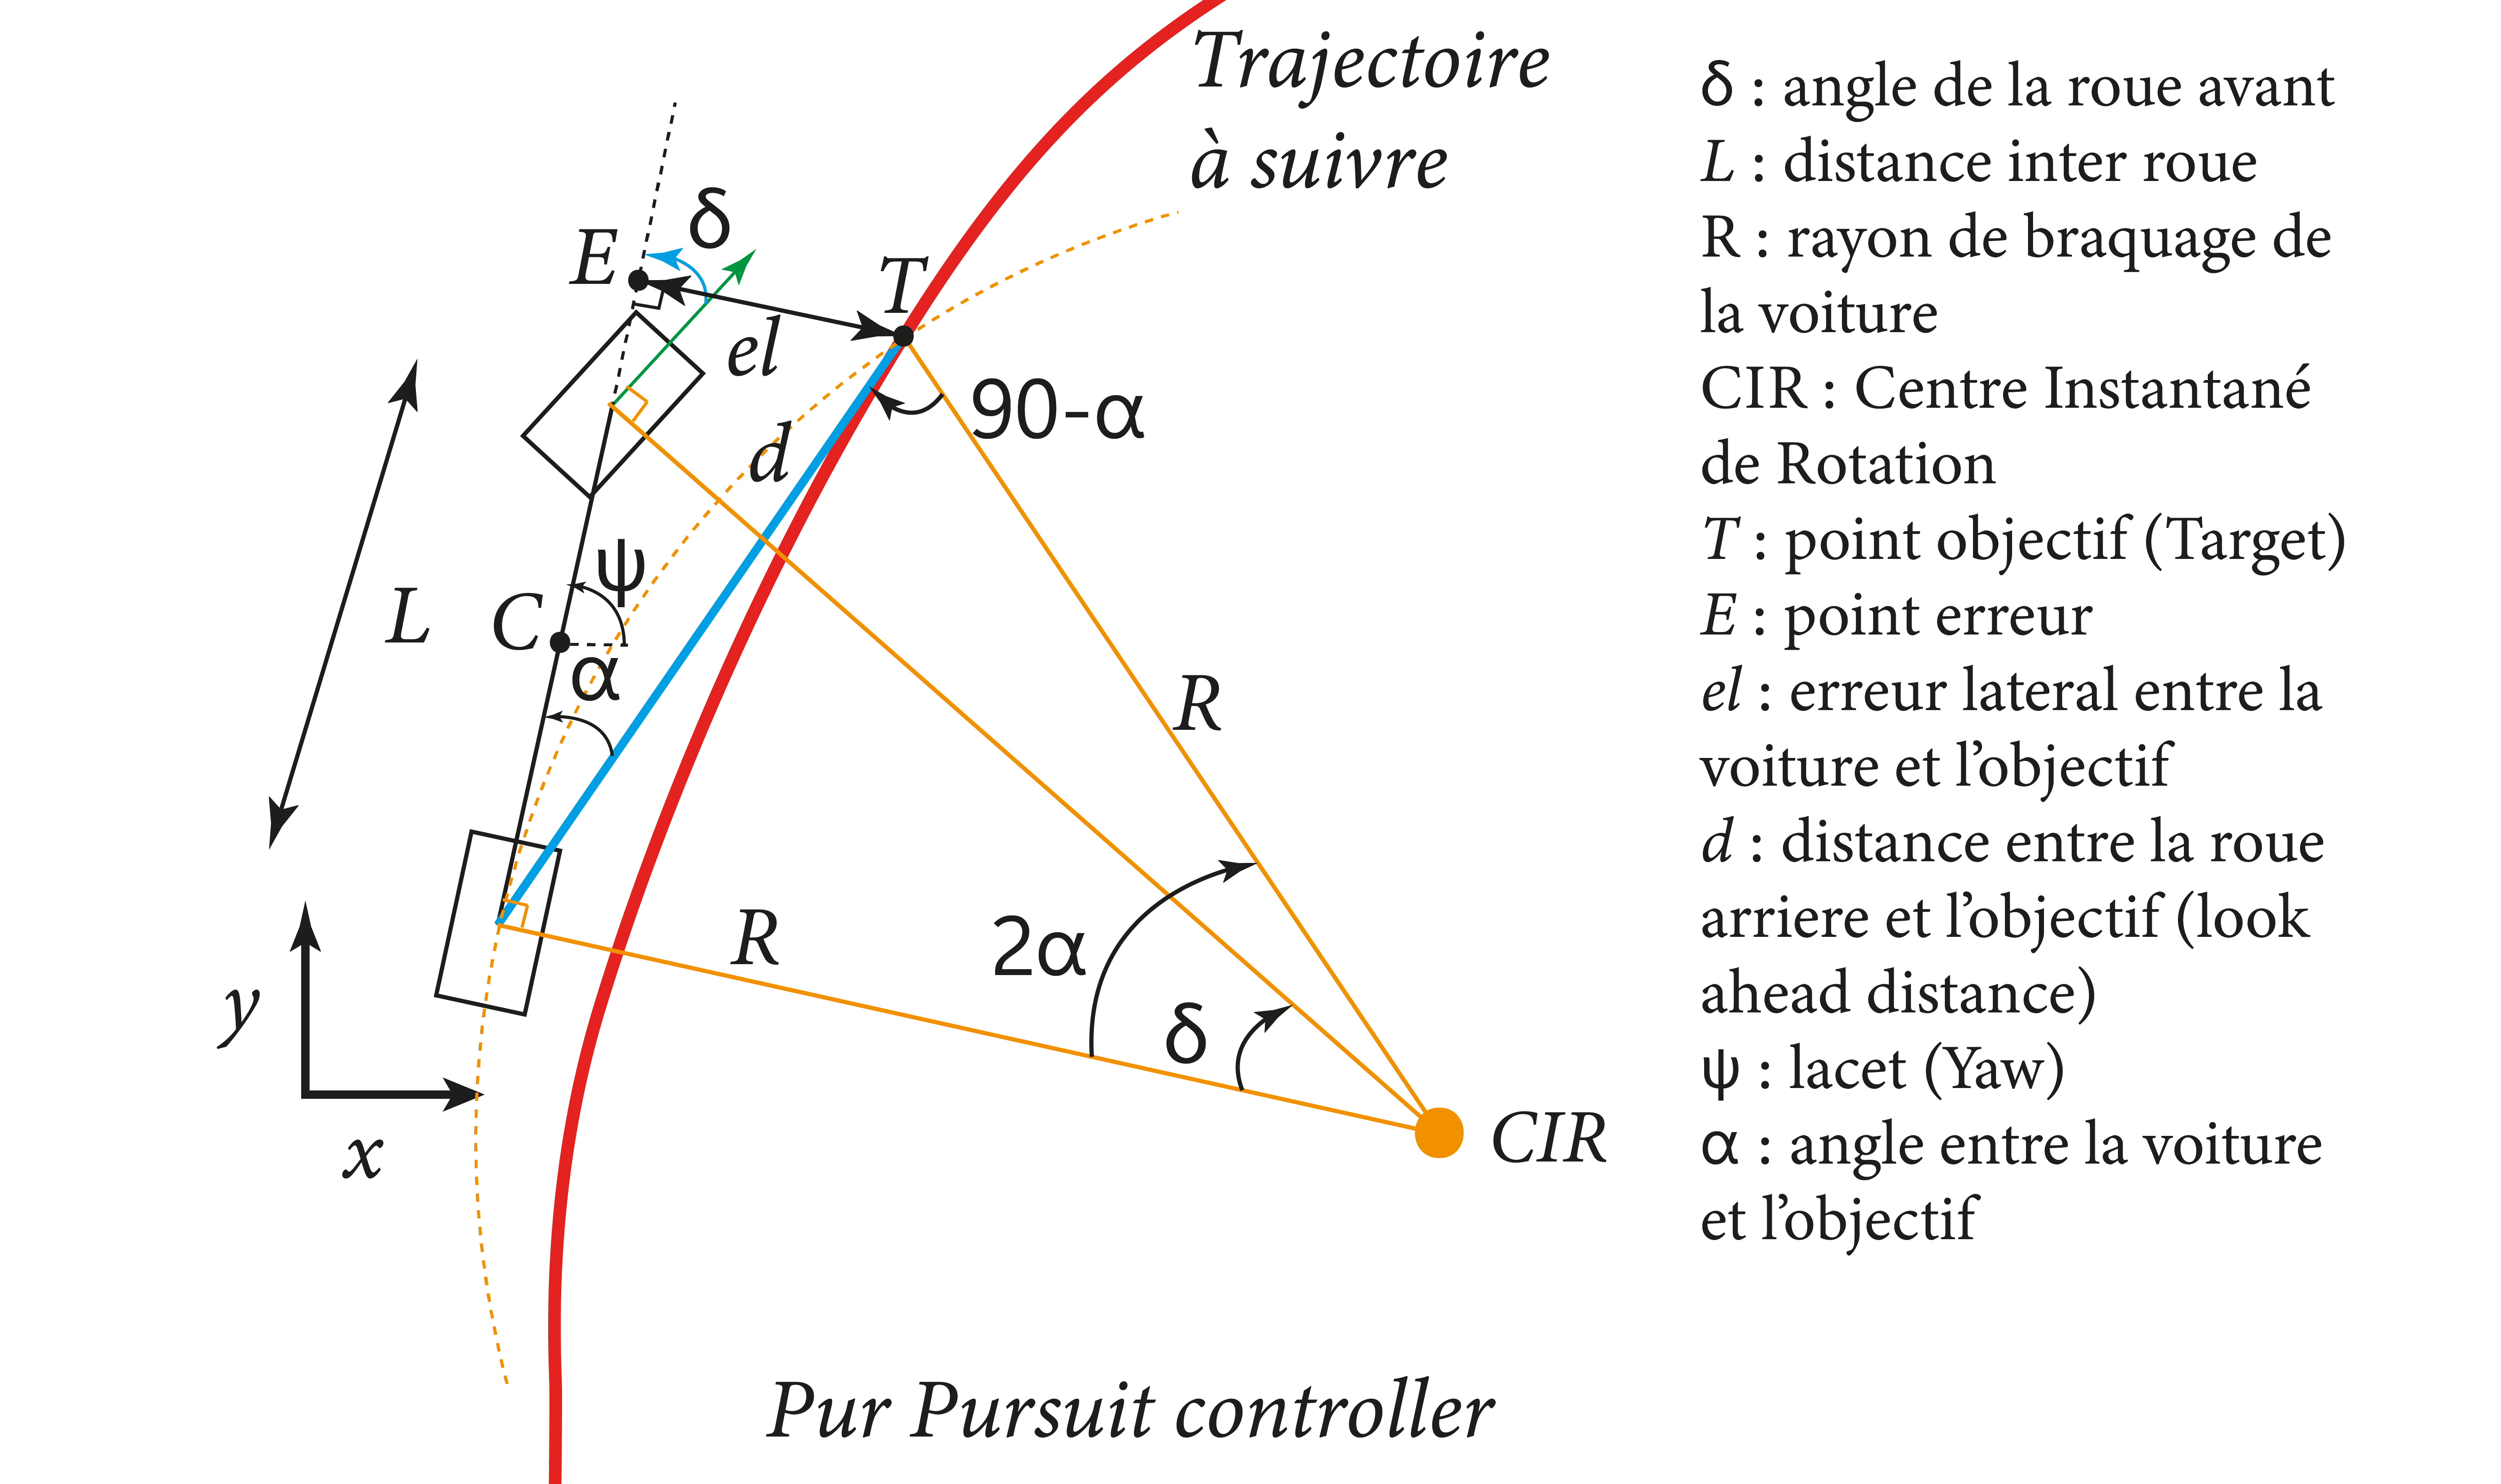 Trajectoire
à suivre
δ
E
T
el
90-α
d
ψ
L
C
α
R
R
2α
δ
y
x
CIR
Pur Pursuit controller
δ : angle de la roue avant
L : distance inter roue
R : rayon de braquage de
la voiture
CIR : Centre Instantané
de Rotation
T : point objectif (Target)
E : point erreur
el : erreur lateral entre la
voiture et l’objectif
d : distance entre la roue
arriere et l’objectif (look
ahead distance)
ψ : lacet (Yaw)
α : angle entre la voiture
et l’objectif